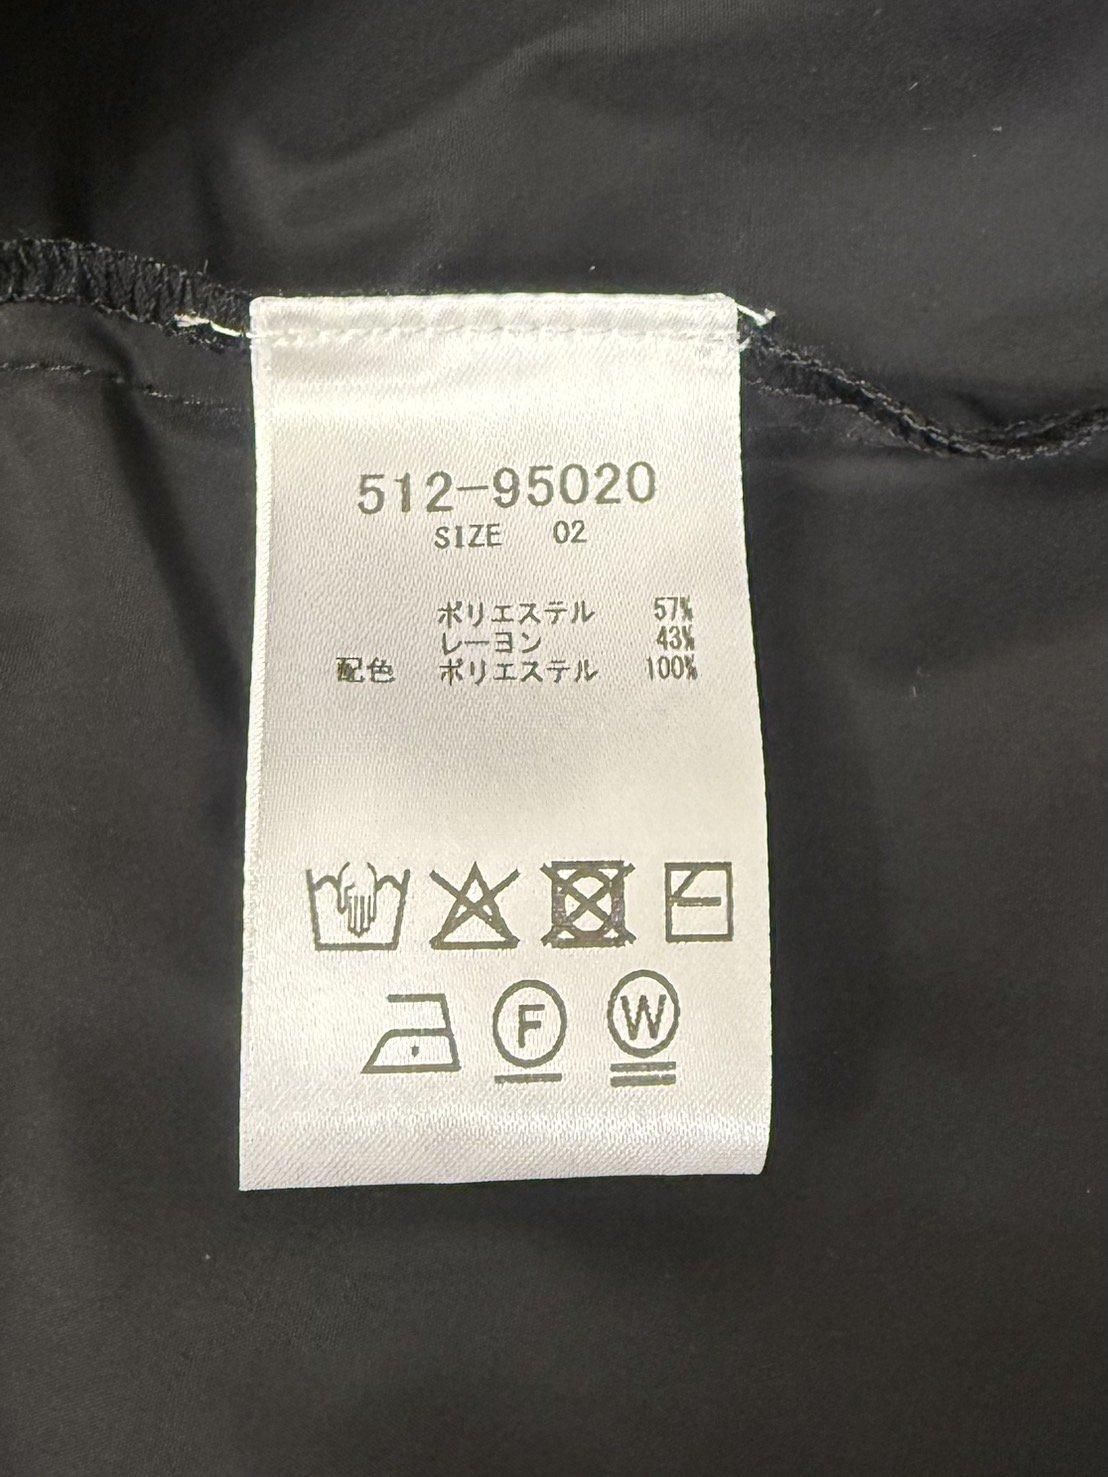 512-95020
SIZE 02
ポリエステル 57%
レーヨン 43%
配色 ポリエステル 100%
F
W